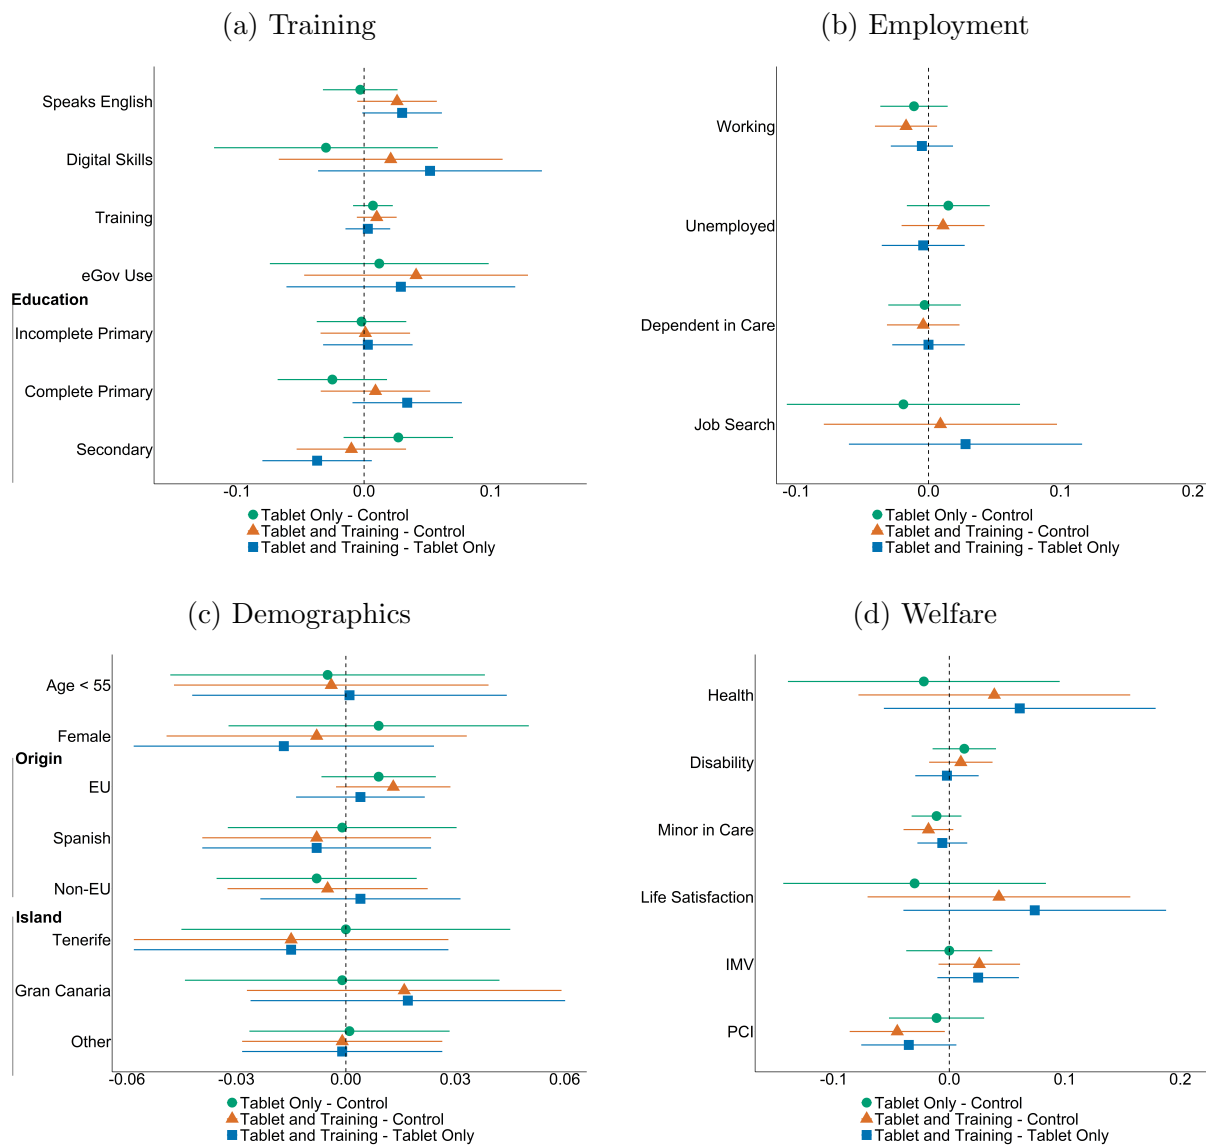 (a) Training
Speaks English
Digital Skills
Training
eGov Use
Education
Incomplete Primary
Complete Primary
Secondary
-0.1 0.0 0.1
Tablet Only - Control
Tablet and Training - Control
Tablet and Training - Tablet Only
(b) Employment
Working
Unemployed
Dependent in Care
Job Search
-0.1 0.0 0.1 0.2
Tablet Only - Control
Tablet and Training - Control
Tablet and Training - Tablet Only
(c) Demographics
Age < 55
Female
Origin
EU
Spanish
Non-EU
Island
Tenerife
Gran Canaria
Other
-0.06 -0.03 0.00 0.03 0.06
Tablet Only - Control
Tablet and Training - Control
Tablet and Training - Tablet Only
(d) Welfare
Health
Disability
Minor in Care
Life Satisfaction
IMV
PCI
-0.1 0.0 0.1 0.2
Tablet Only - Control
Tablet and Training - Control
Tablet and Training - Tablet Only